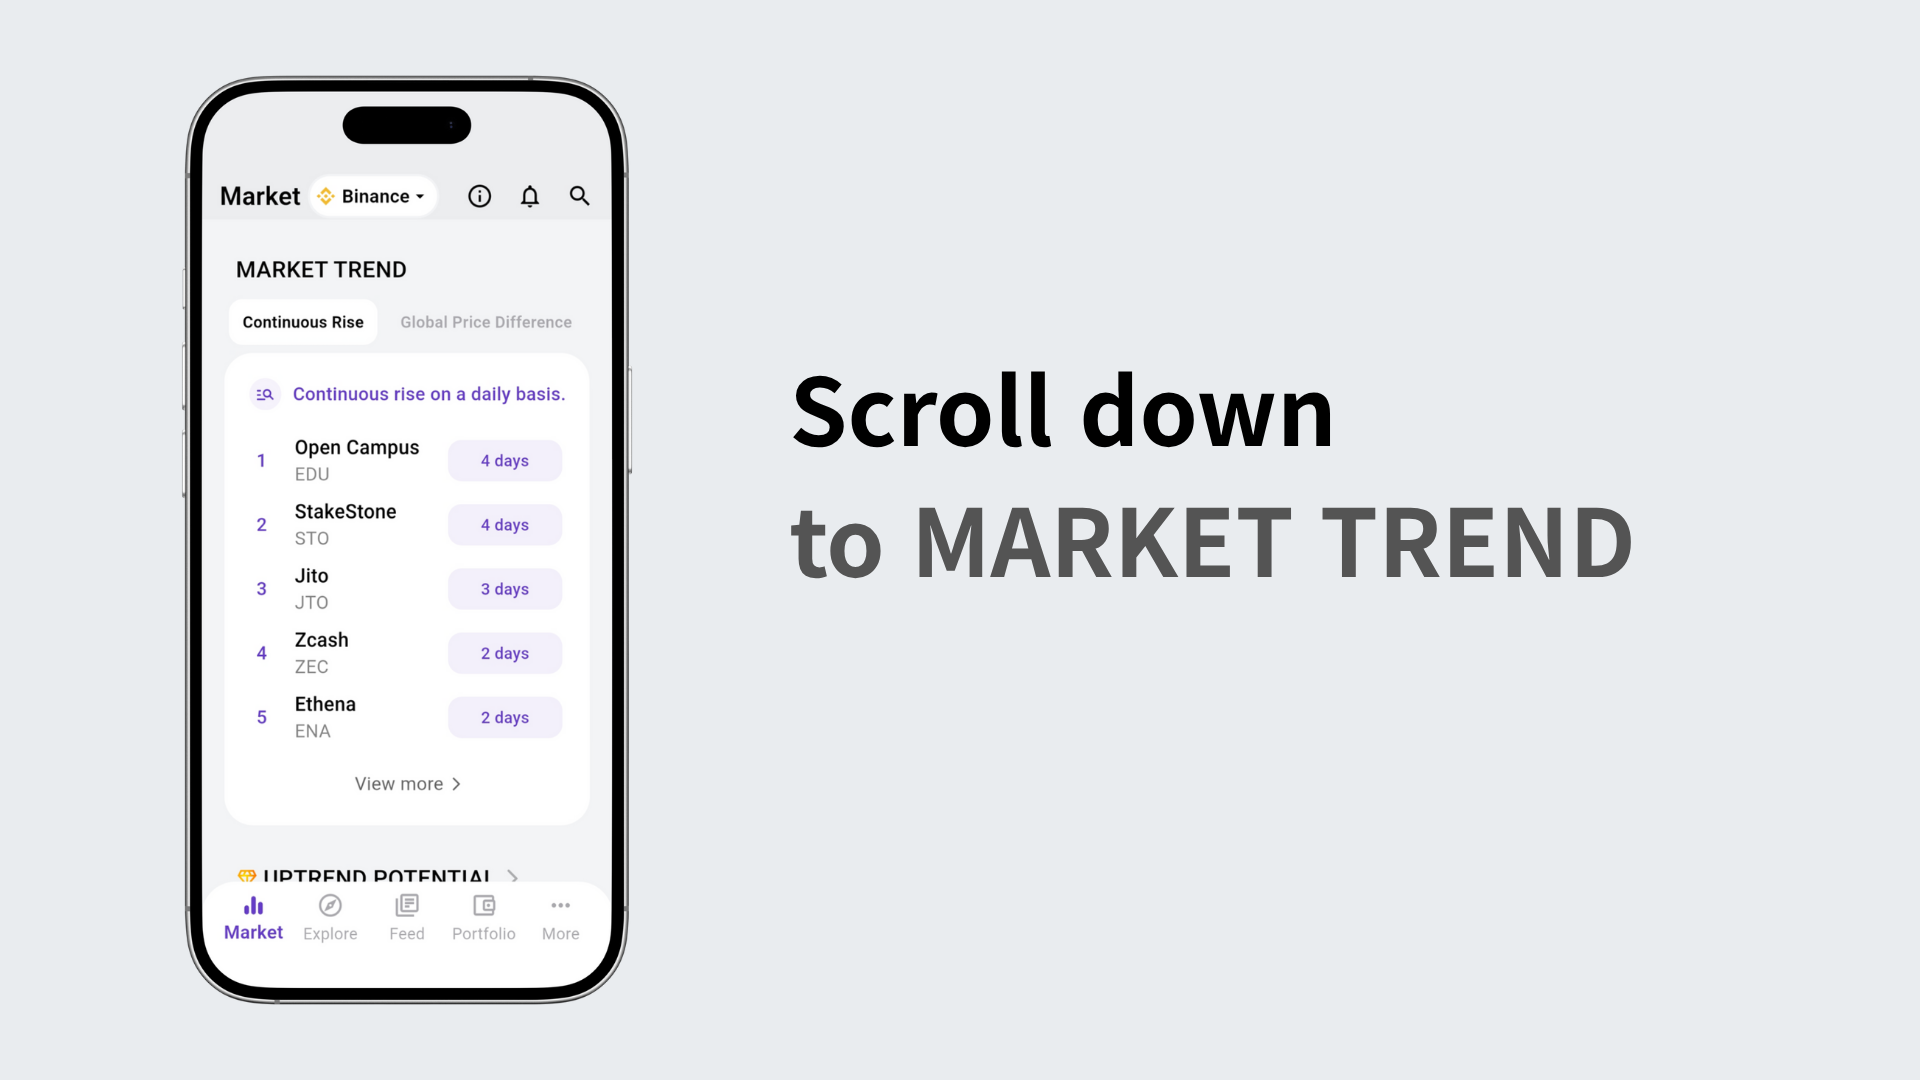 Market
Binance
MARKET TREND
Continuous Rise
Global Price Difference
Continuous rise on a daily basis.
1
Open Campus
EDU
4 days
2
StakeStone
STO
4 days
3
Jito
JTO
3 days
4
Zcash
ZEC
2 days
5
Ethena
ENA
2 days
View more
UPTREND POTENTIAL
Market
Explore
Feed
Portfolio
More
Scroll down
to MARKET TREND